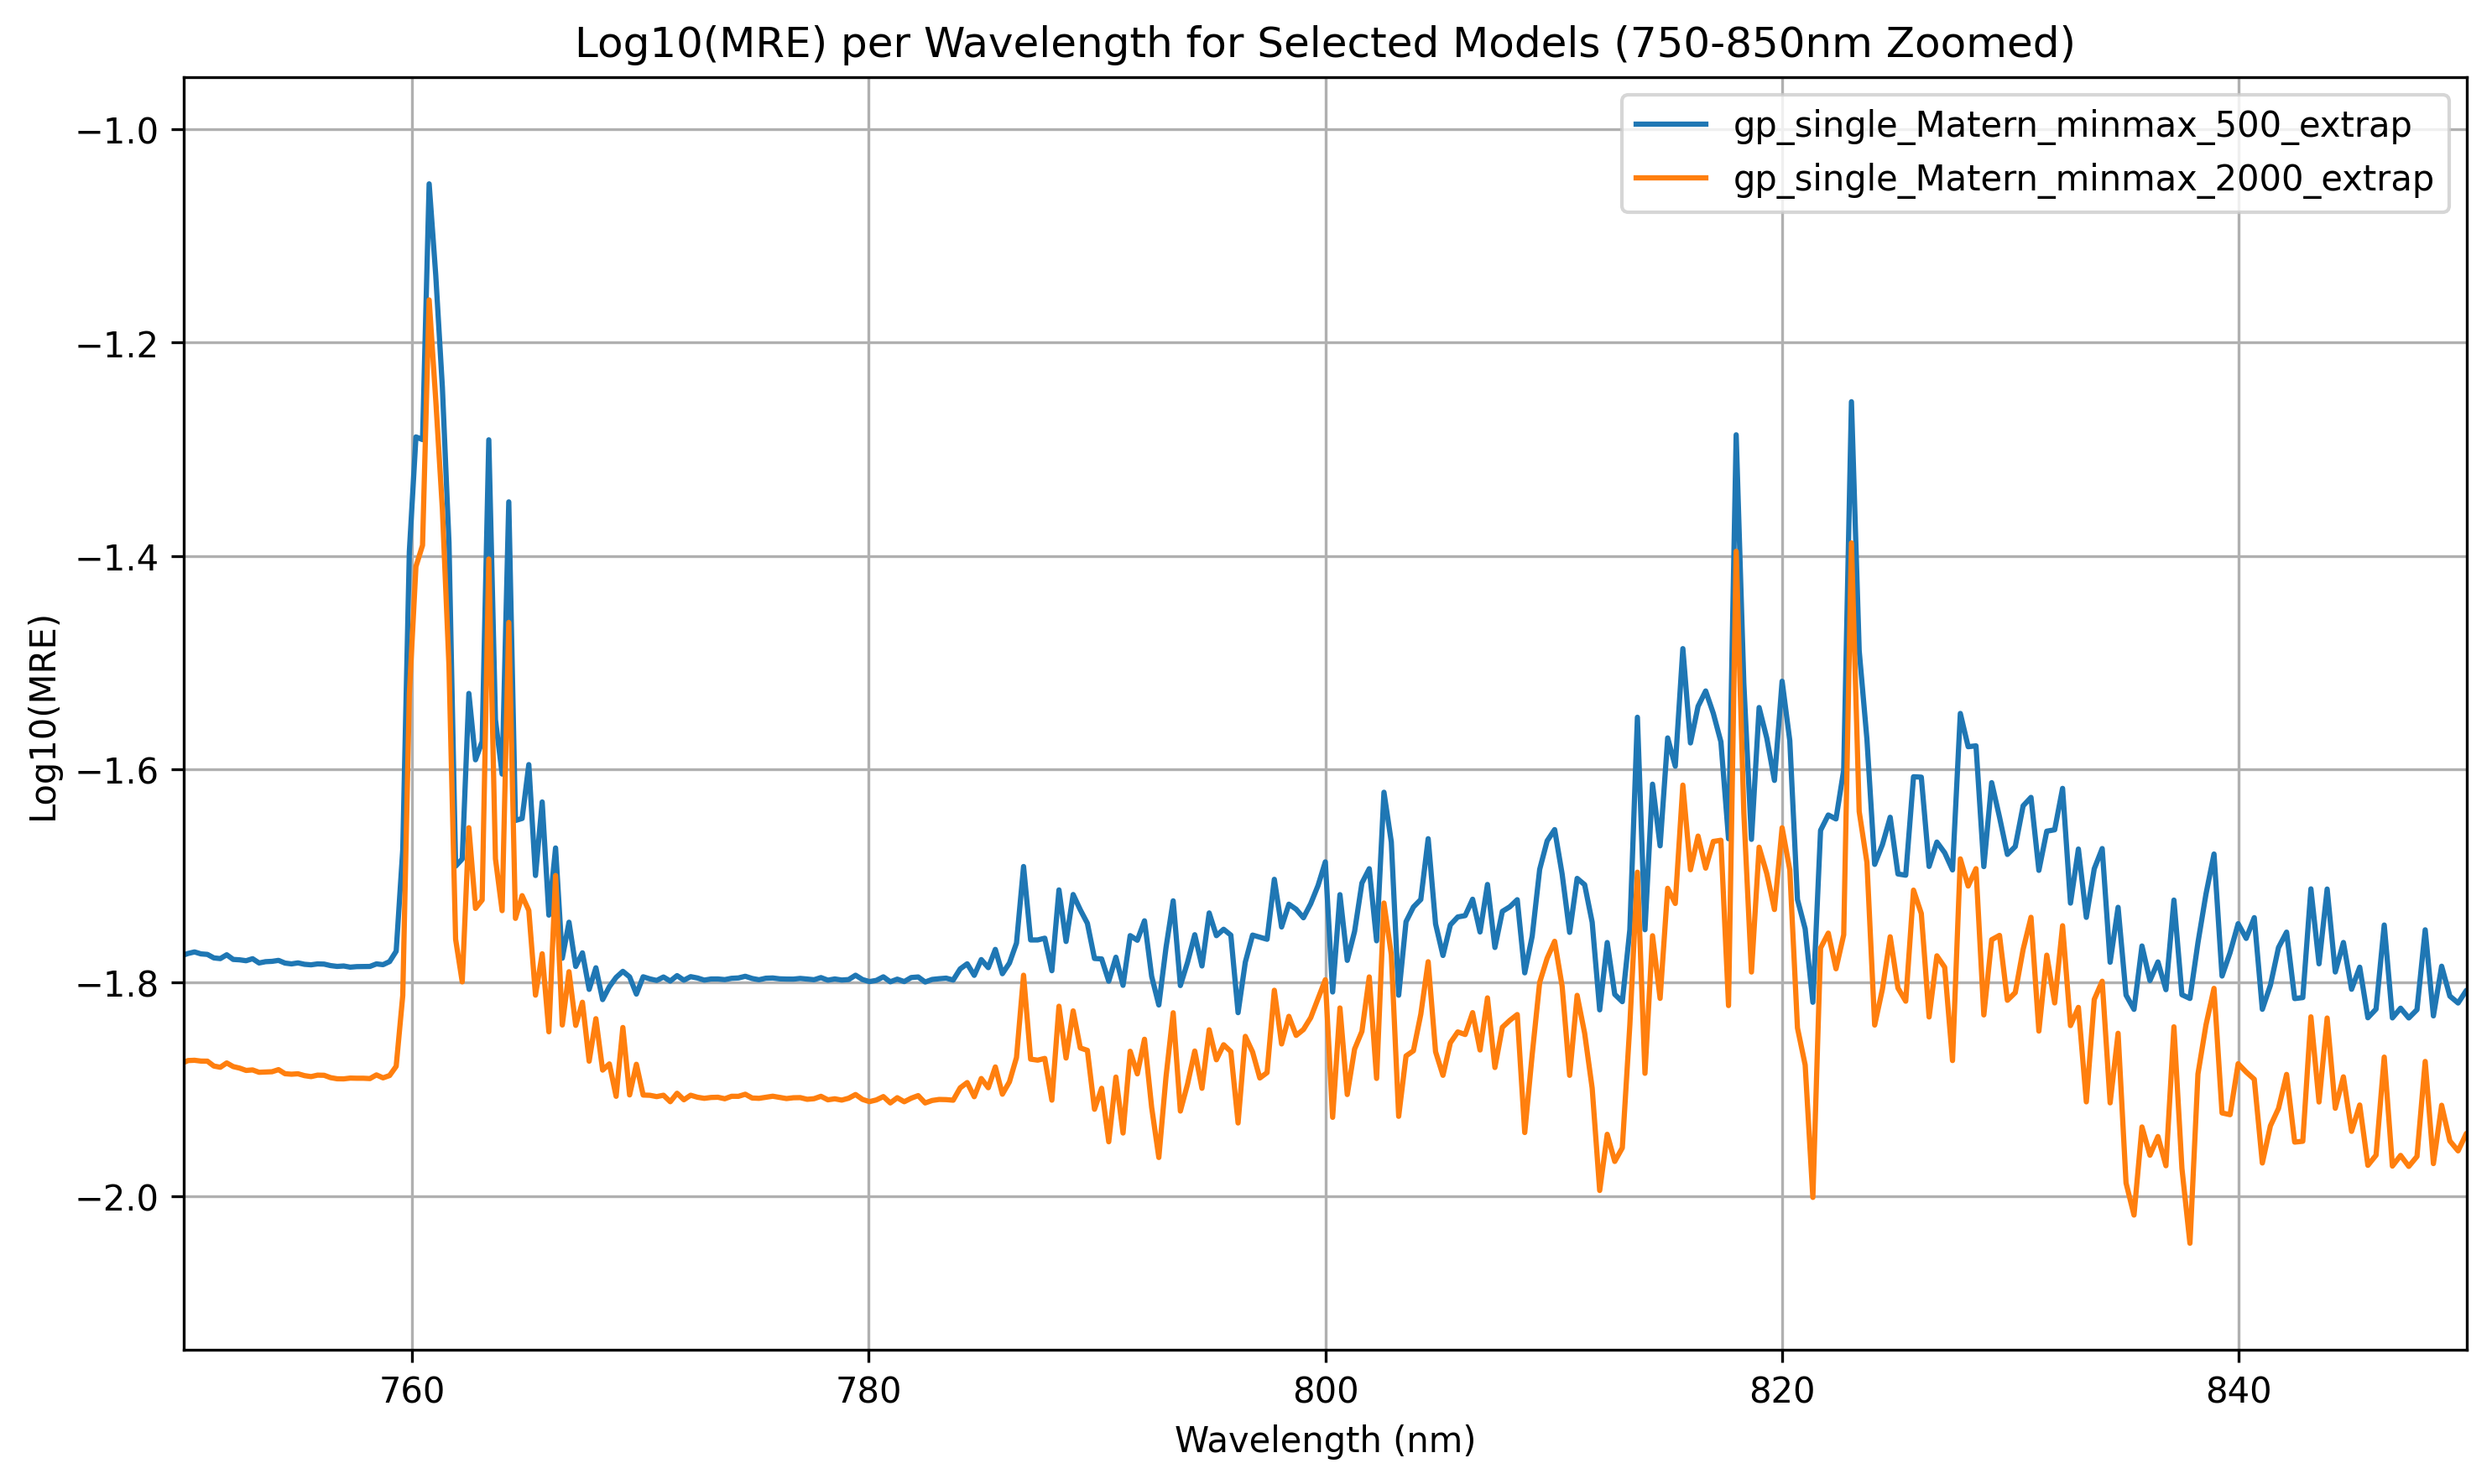 Log10(MRE) per Wavelength for Selected Models (750-850nm Zoomed)
gp_single_Matern_minmax_500_extrap
gp_single_Matern_minmax_2000_extrap
−1.0
−1.2
−1.4
−1.6
−1.8
−2.0
Log10(MRE)
760 780 800 820 840
Wavelength (nm)